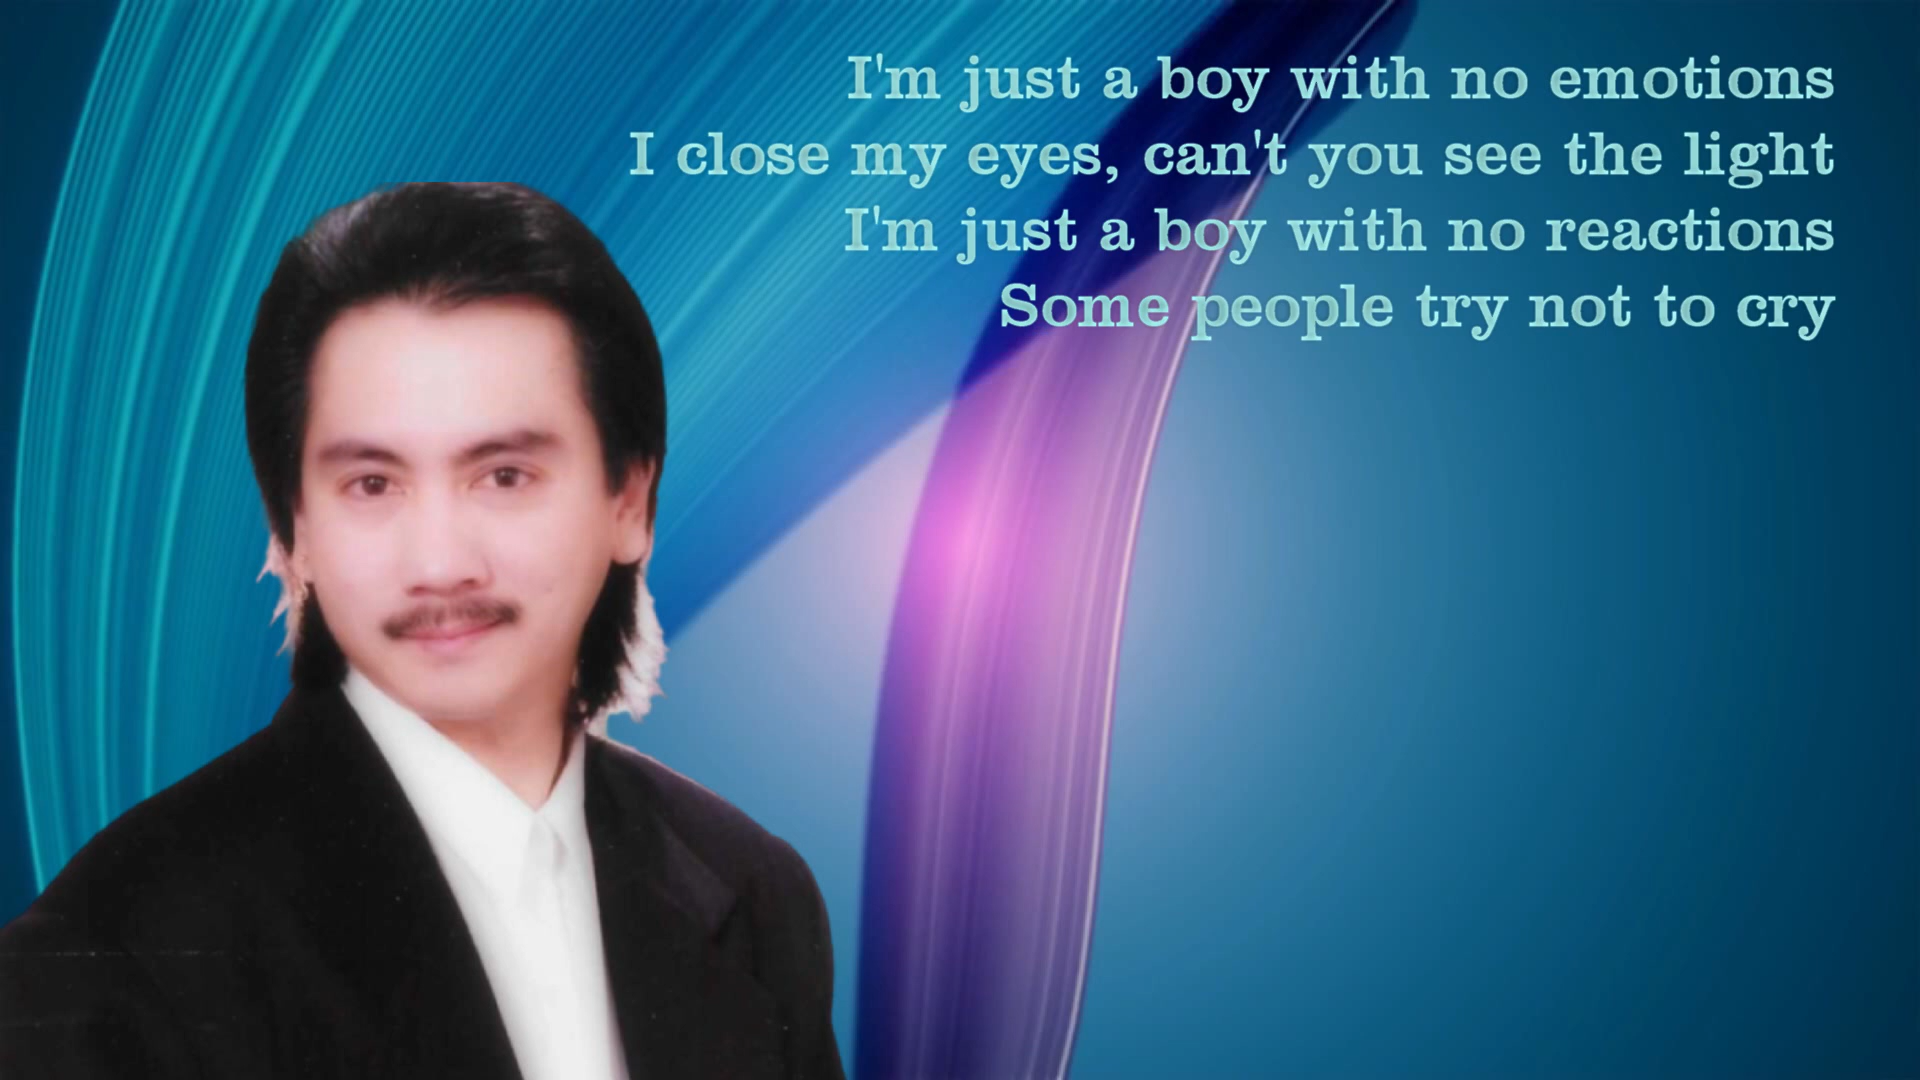 I'm just a boy with no emotions
I close my eyes, can't you see the light
I'm just a boy with no reactions
Some people try not to cry